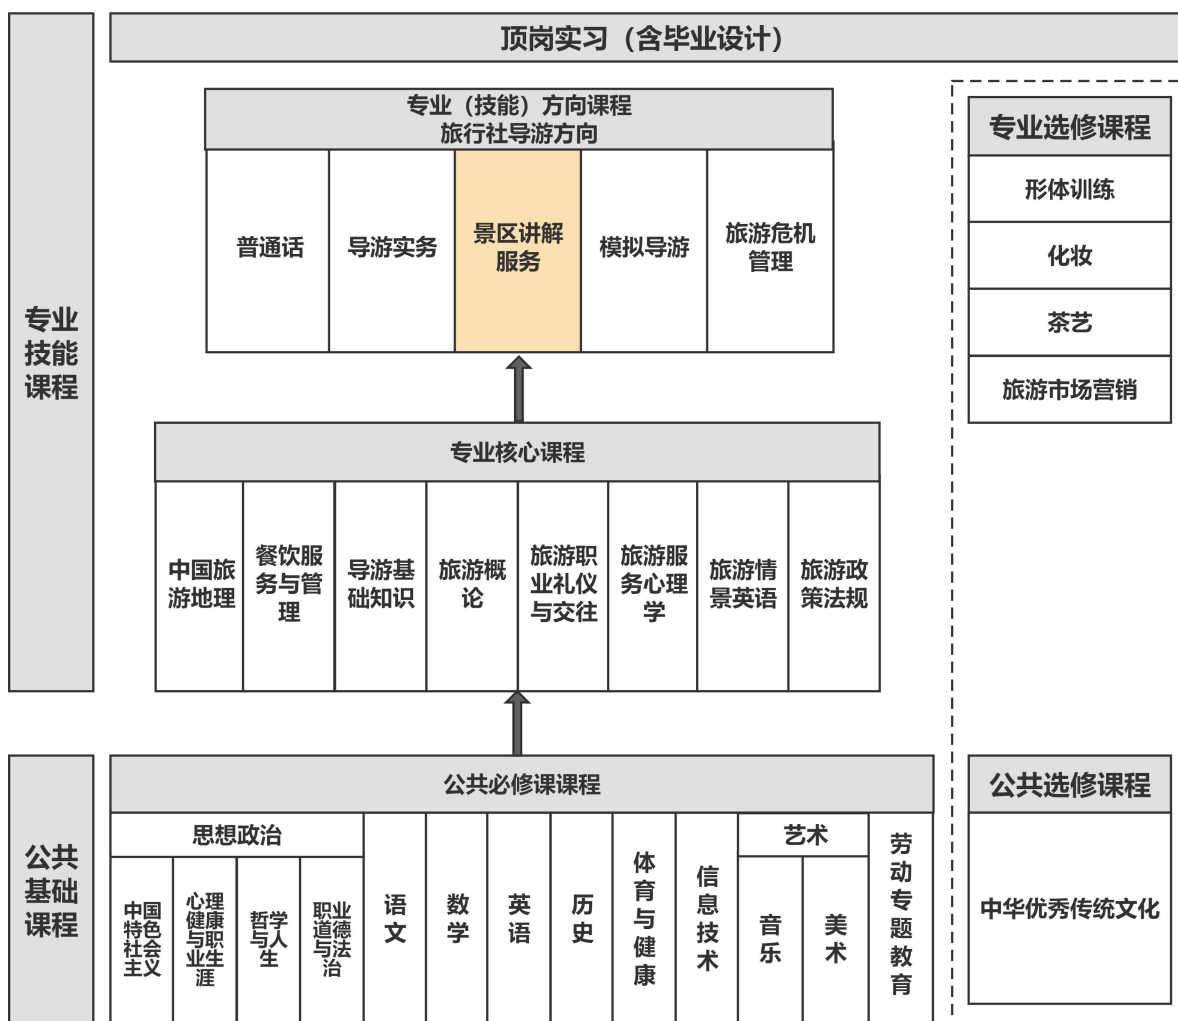 顶岗实习（含毕业设计）
专业
技能
课程
专业（技能）方向课程
旅行社导游方向
普通话
导游实务
景区讲解
服务
模拟导游
旅游危机
管理
专业选修课程
形体训练
化妆
茶艺
旅游市场营销
专业核心课程
中国旅
游地理
餐饮服
务与管
理
导游基
础知识
旅游概
论
旅游职
业礼仪
与交往
旅游服
务心理
学
旅游情
景英语
旅游政
策法规
公共
基础
课程
公共必修课课程
思想政治
中国
特色
社会
主义
心理
健康
与职
业生
涯
哲学
与人
生
职业
道德
与法
治
语
文
数
学
英
语
历
史
体
育
与
健
康
信
息
技
术
艺术
音
乐
美
术
劳
动
专
题
教
育
公共选修课程
中华优秀传统文化